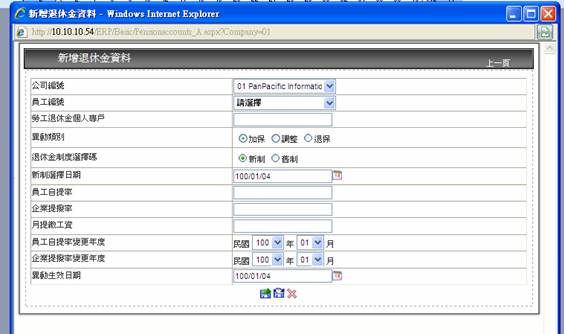 新增退休金資料 - Windows Internet Explorer
http://10.10.10.54/ERP/Basic/Pensionaccounts_A.aspx?Company=01
新增退休金資料
上一頁
公司編號 01 PanPacific Informatio
員工編號 請選擇
勞工退休金個人專戶
異動類別 加保 調整 退保
退休金制度選擇碼 新制 舊制
新制選擇日期 100/01/04
員工自提率
企業提撥率
月提繳工資
員工自提率變更年度 民國 100 年 01 月
企業提撥率變更年度 民國 100 年 01 月
異動生效日期 100/01/04